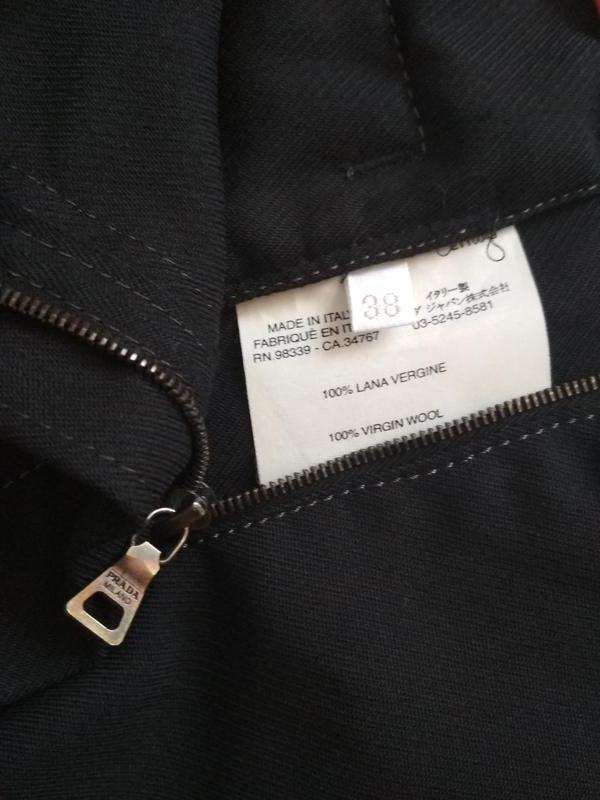 38
MADE IN ITAL
FABRIQUÉ EN IT
RN.98339 - CA.34767
イタリー製
ジャパン株式会社
03-5245-8581
100% LANA VERGINE
100% VIRGIN WOOL
PRADA
MILANO